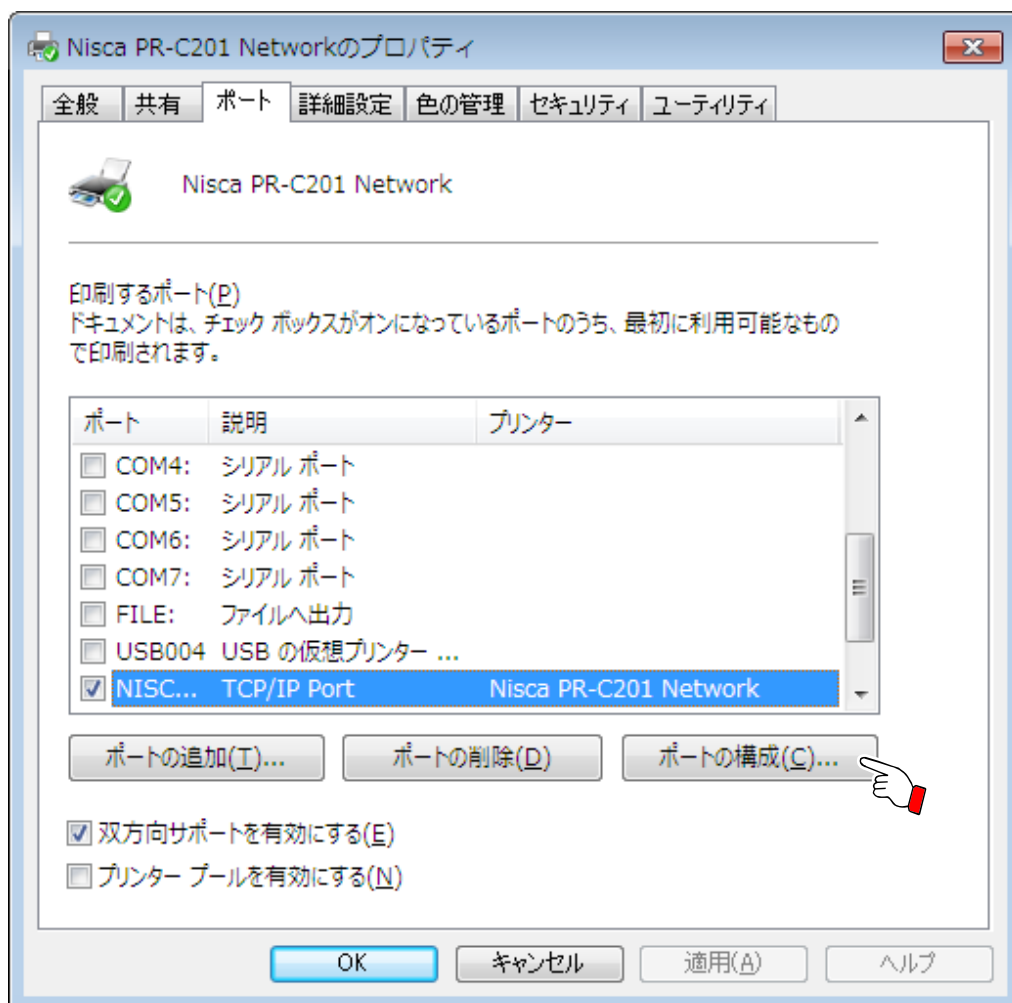 Nisca PR-C201 Networkのプロパティ
全般 共有 ポート 詳細設定 色の管理 セキュリティ ユーティリティ
Nisca PR-C201 Network
印刷するポート(P)
ドキュメントは、チェック ボックスがオンになっているポートのうち、最初に利用可能なもの
で印刷されます。
ポート 説明 プリンター
COM4: シリアル ポート
COM5: シリアル ポート
COM6: シリアル ポート
COM7: シリアル ポート
FILE: ファイルへ出力
USB004 USB の仮想プリンター ...
NISC... TCP/IP Port Nisca PR-C201 Network
ポートの追加(T)... ポートの削除(D) ポートの構成(C)...
双方向サポートを有効にする(E)
プリンター プールを有効にする(N)
OK キャンセル 適用(A) ヘルプ